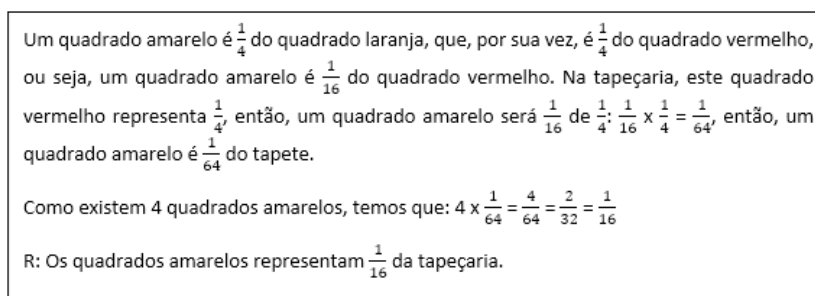 Um quadrado amarelo é 1/4 do quadrado laranja, que, por sua vez, é 1/4 do quadrado vermelho,
ou seja, um quadrado amarelo é 1/16 do quadrado vermelho. Na tapeçaria, este quadrado
vermelho representa 1/4, então, um quadrado amarelo será 1/16 de 1/4: 1/16 x 1/4 = 1/64, então, um
quadrado amarelo é 1/64 do tapete.
Como existem 4 quadrados amarelos, temos que: 4 x 1/64 = 4/64 = 2/32 = 1/16
R: Os quadrados amarelos representam 1/16 da tapeçaria.